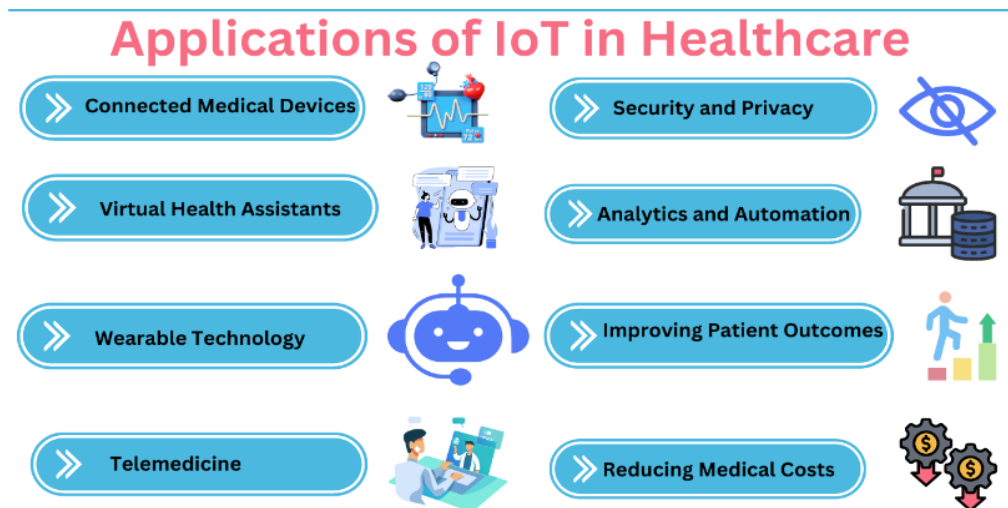 Applications of IoT in Healthcare
Connected Medical Devices
Virtual Health Assistants
Wearable Technology
Telemedicine
Security and Privacy
Analytics and Automation
Improving Patient Outcomes
Reducing Medical Costs